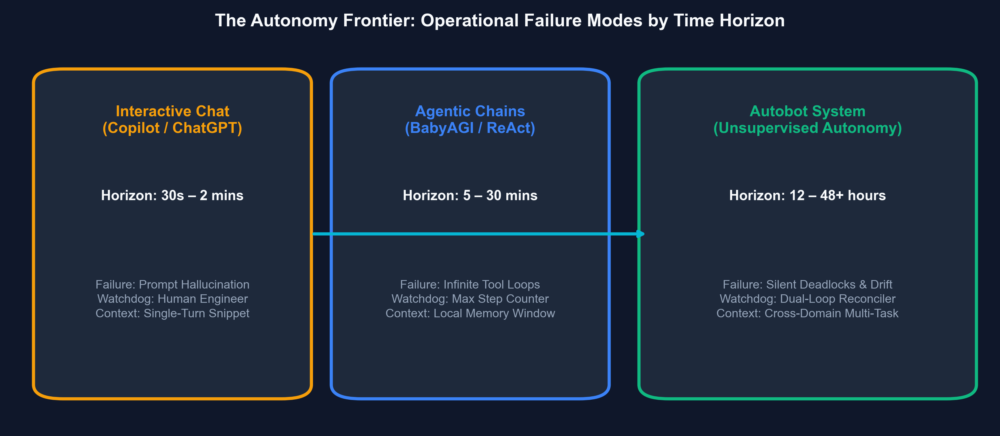 The Autonomy Frontier: Operational Failure Modes by Time Horizon
Interactive Chat
(Copilot / ChatGPT)
Horizon: 30s – 2 mins
Failure: Prompt Hallucination
Watchdog: Human Engineer
Context: Single-Turn Snippet
Agentic Chains
(BabyAGI / ReAct)
Horizon: 5 – 30 mins
Failure: Infinite Tool Loops
Watchdog: Max Step Counter
Context: Local Memory Window
Autobot System
(Unsupervised Autonomy)
Horizon: 12 – 48+ hours
Failure: Silent Deadlocks & Drift
Watchdog: Dual-Loop Reconciler
Context: Cross-Domain Multi-Task